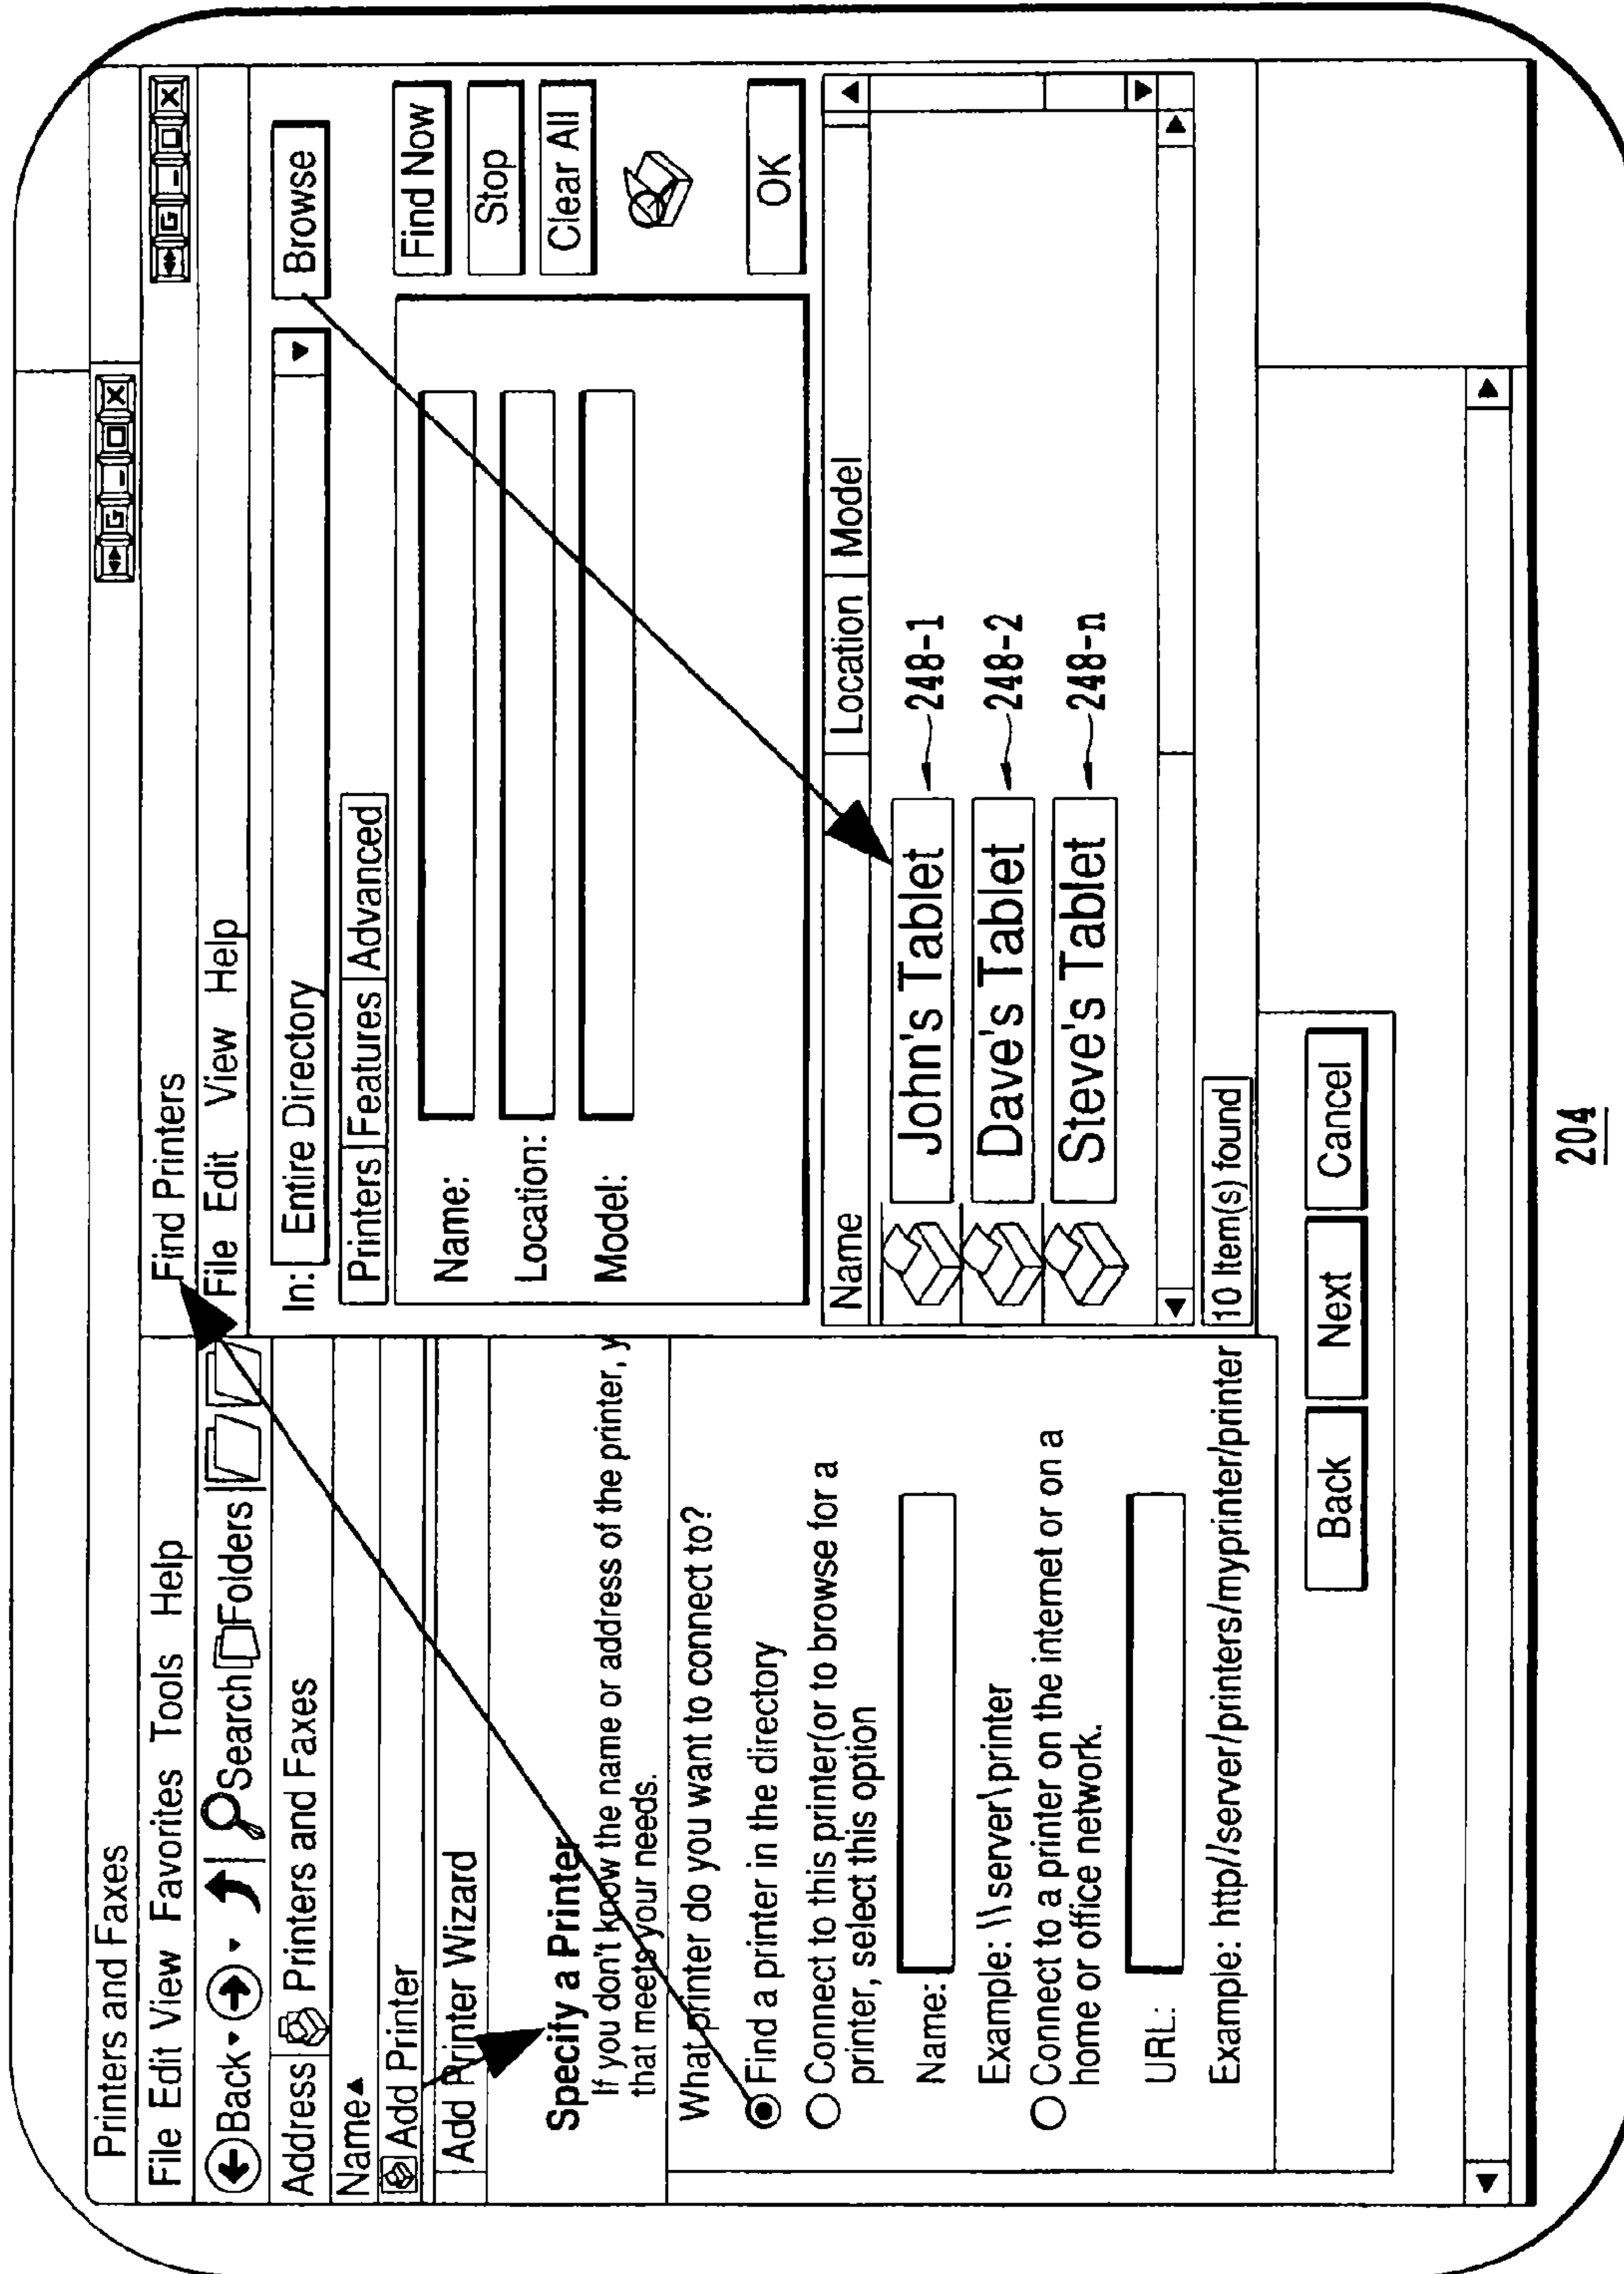 Printers and Faxes
File Edit View Favorites Tools Help
Back Search Folders
Address Printers and Faxes
Name
Add Printer
Add Printer Wizard
Specify a Printer
If you don't know the name or address of the printer, y
that meets your needs.
What printer do you want to connect to?
Find a printer in the directory
Connect to this printer(or to browse for a
printer, select this option
Name:
Example: \\server\printer
Connect to a printer on the internet or on a
home or office network.
URL:
Example: http//server/printers/myprinter/printer
Back Next Cancel
Find Printers
File Edit View Help
In: Entire Directory Browse
Printers Features Advanced
Name:
Location:
Model:
Find Now
Stop
Clear All
OK
Name Location Model
John's Tablet 248-1
Dave's Tablet 248-2
Steve's Tablet 248-n
10 Item(s) found
204